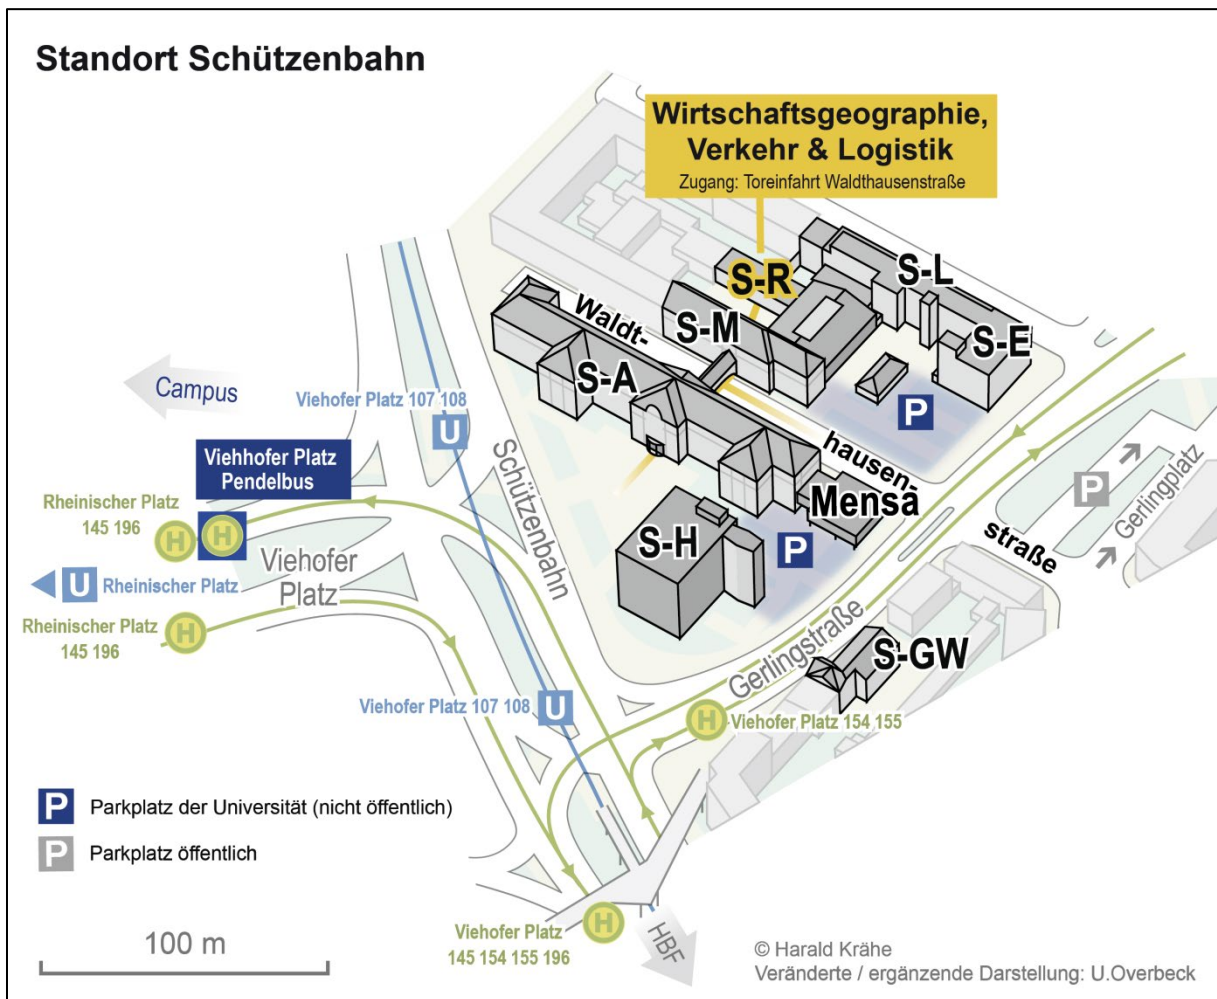 Standort Schützenbahn
Wirtschaftsgeographie,
Verkehr & Logistik
Zugang: Toreinfahrt Waldthausenstraße
S-R
S-L
S-M
S-E
Waldt-
S-A
Campus
Viehofer Platz 107 108
U
P
hausen-
Viehhofer Platz
Pendelbus
Schützenbahn
Mensa
P
Gerlingplatz
Rheinischer Platz
145 196
H
H
S-H
P
straße
Viehofer
Platz
U
Rheinischer Platz
Rheinischer Platz
145 196
H
Gerlingstraße
S-GW
Viehofer Platz 107 108
U
H
Viehofer Platz 154 155
P
Parkplatz der Universität (nicht öffentlich)
P
Parkplatz öffentlich
Viehofer Platz
145 154 155 196
H
HBF
100 m
© Harald Krähe
Veränderte / ergänzende Darstellung: U.Overbeck